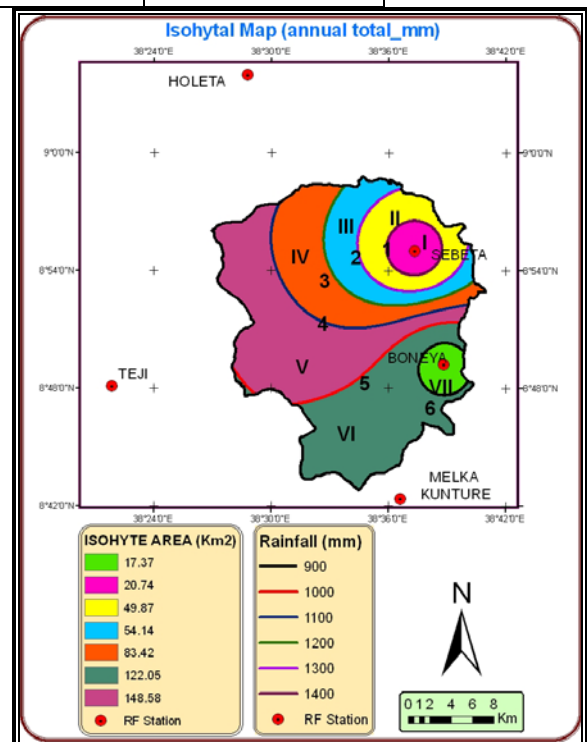 Isohytal Map (annual total_mm)
38°24'0"E 38°30'0"E 38°36'0"E 38°42'0"E
HOLETA
9°0'0"N 9°0'0"N
III II I
1
SEBETA
IV 2
8°54'0"N 8°54'0"N
3
4
BONEYA
V
TEJI
5 VII
8°48'0"N 8°48'0"N
6
VI
MELKA
KUNTURE
8°42'0"N 8°42'0"N
38°24'0"E 38°30'0"E 38°36'0"E 38°42'0"E
ISOHYTE AREA (Km2)
17.37
20.74
49.87
54.14
83.42
122.05
148.58
RF Station
Rainfall (mm)
900
1000
1100
1200
1300
1400
RF Station
N
0 1 2 4 6 8
Km